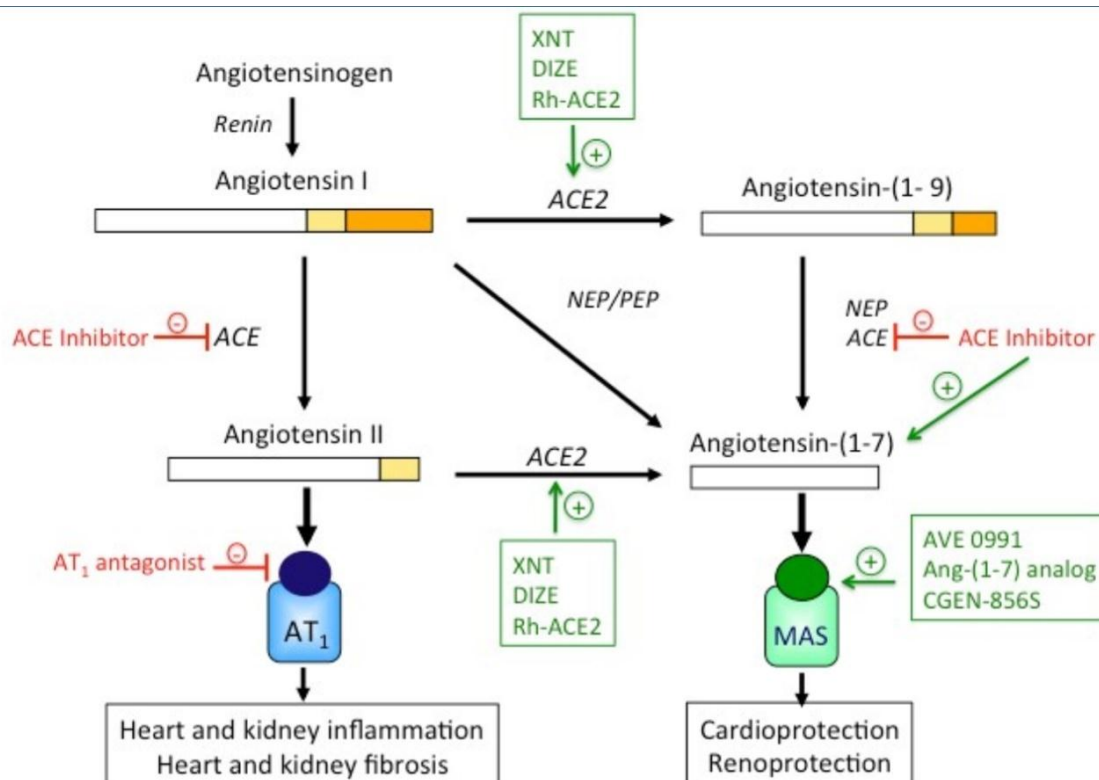 XNT
DIZE
Rh-ACE2
Angiotensinogen
Renin
+
Angiotensin I
ACE2
Angiotensin-(1- 9)
NEP/PEP
ACE Inhibitor
-
ACE
NEP
ACE
-
ACE Inhibitor
+
Angiotensin II
ACE2
Angiotensin-(1-7)
+
AT₁ antagonist
-
XNT
DIZE
Rh-ACE2
AVE 0991
Ang-(1-7) analog
CGEN-856S
+
AT₁
MAS
Heart and kidney inflammation
Heart and kidney fibrosis
Cardioprotection
Renoprotection